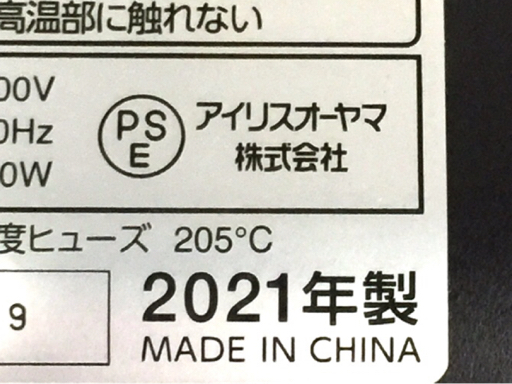 高温部に触れない
00V
0Hz
0W
PS
E
アイリスオーヤマ
株式会社
度ヒューズ 205°C
9
2021年製
MADE IN CHINA